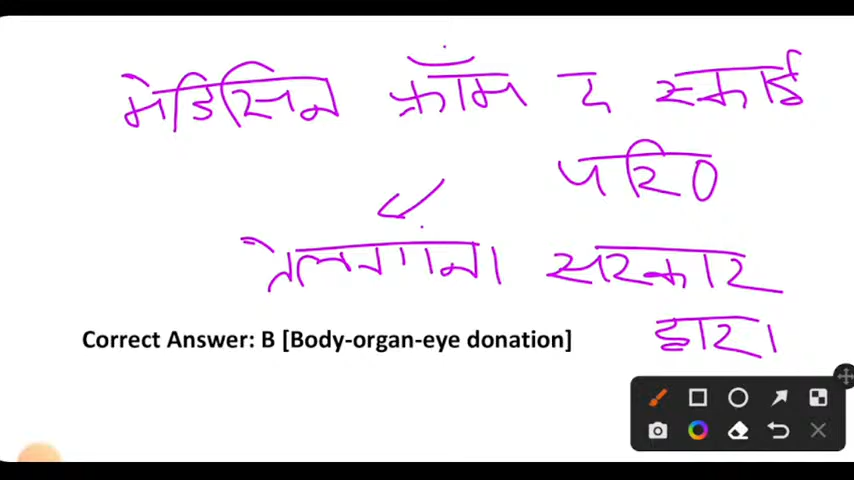 मेडिसिन फ्रॉम द स्काई
परि०
तेलंगाना सरकार
द्वारा
Correct Answer: B [Body-organ-eye donation]